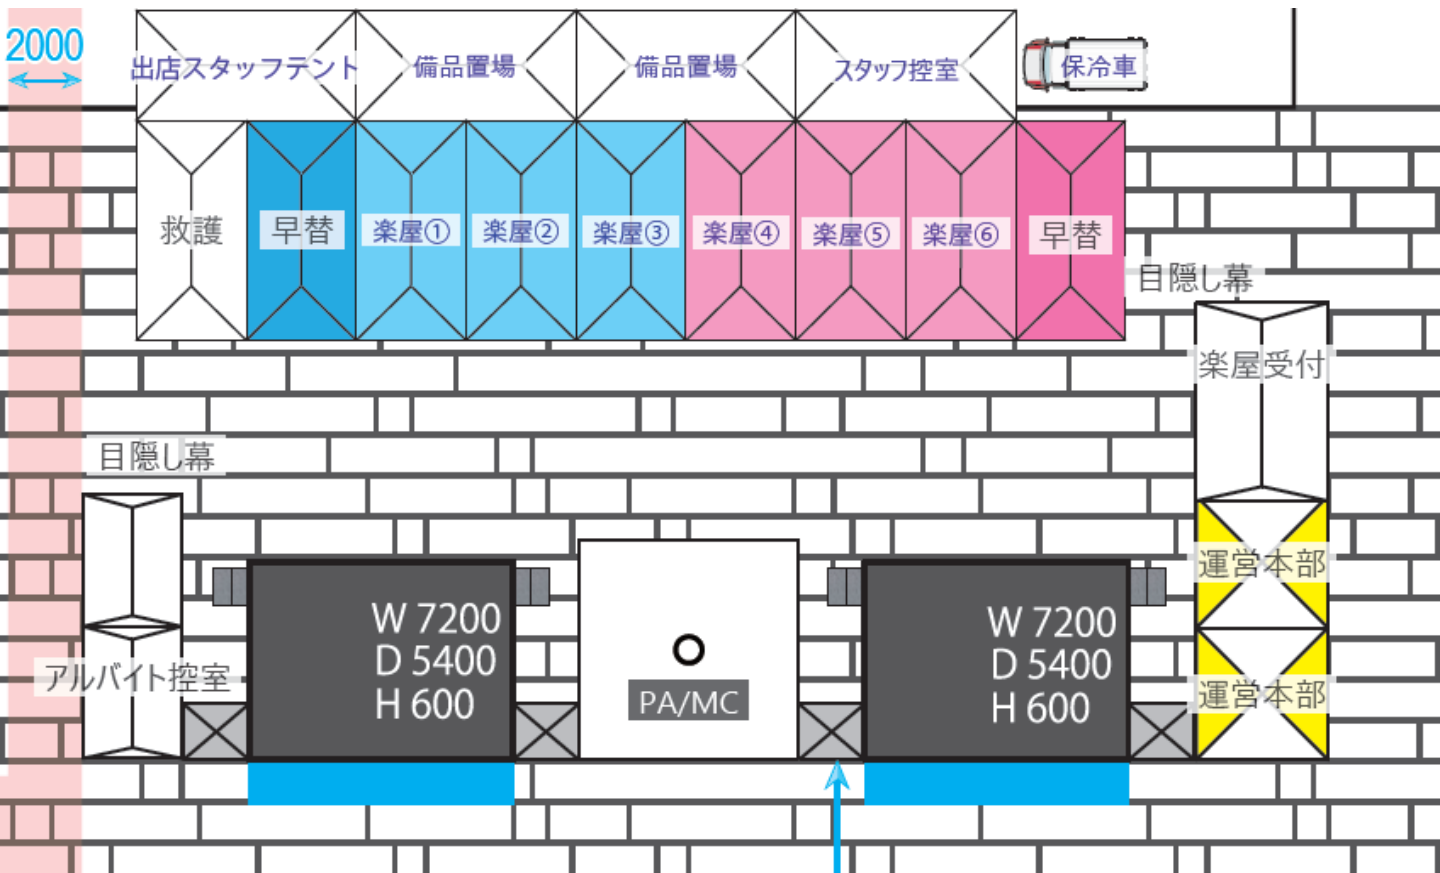 2000
出店スタッフテント
備品置場
備品置場
スタッフ控室
保冷車
救護
早替
楽屋①
楽屋②
楽屋③
楽屋④
楽屋⑤
楽屋⑥
早替
目隠し幕
楽屋受付
目隠し幕
運営本部
W 7200
D 5400
H 600
W 7200
D 5400
H 600
アルバイト控室
PA/MC
運営本部